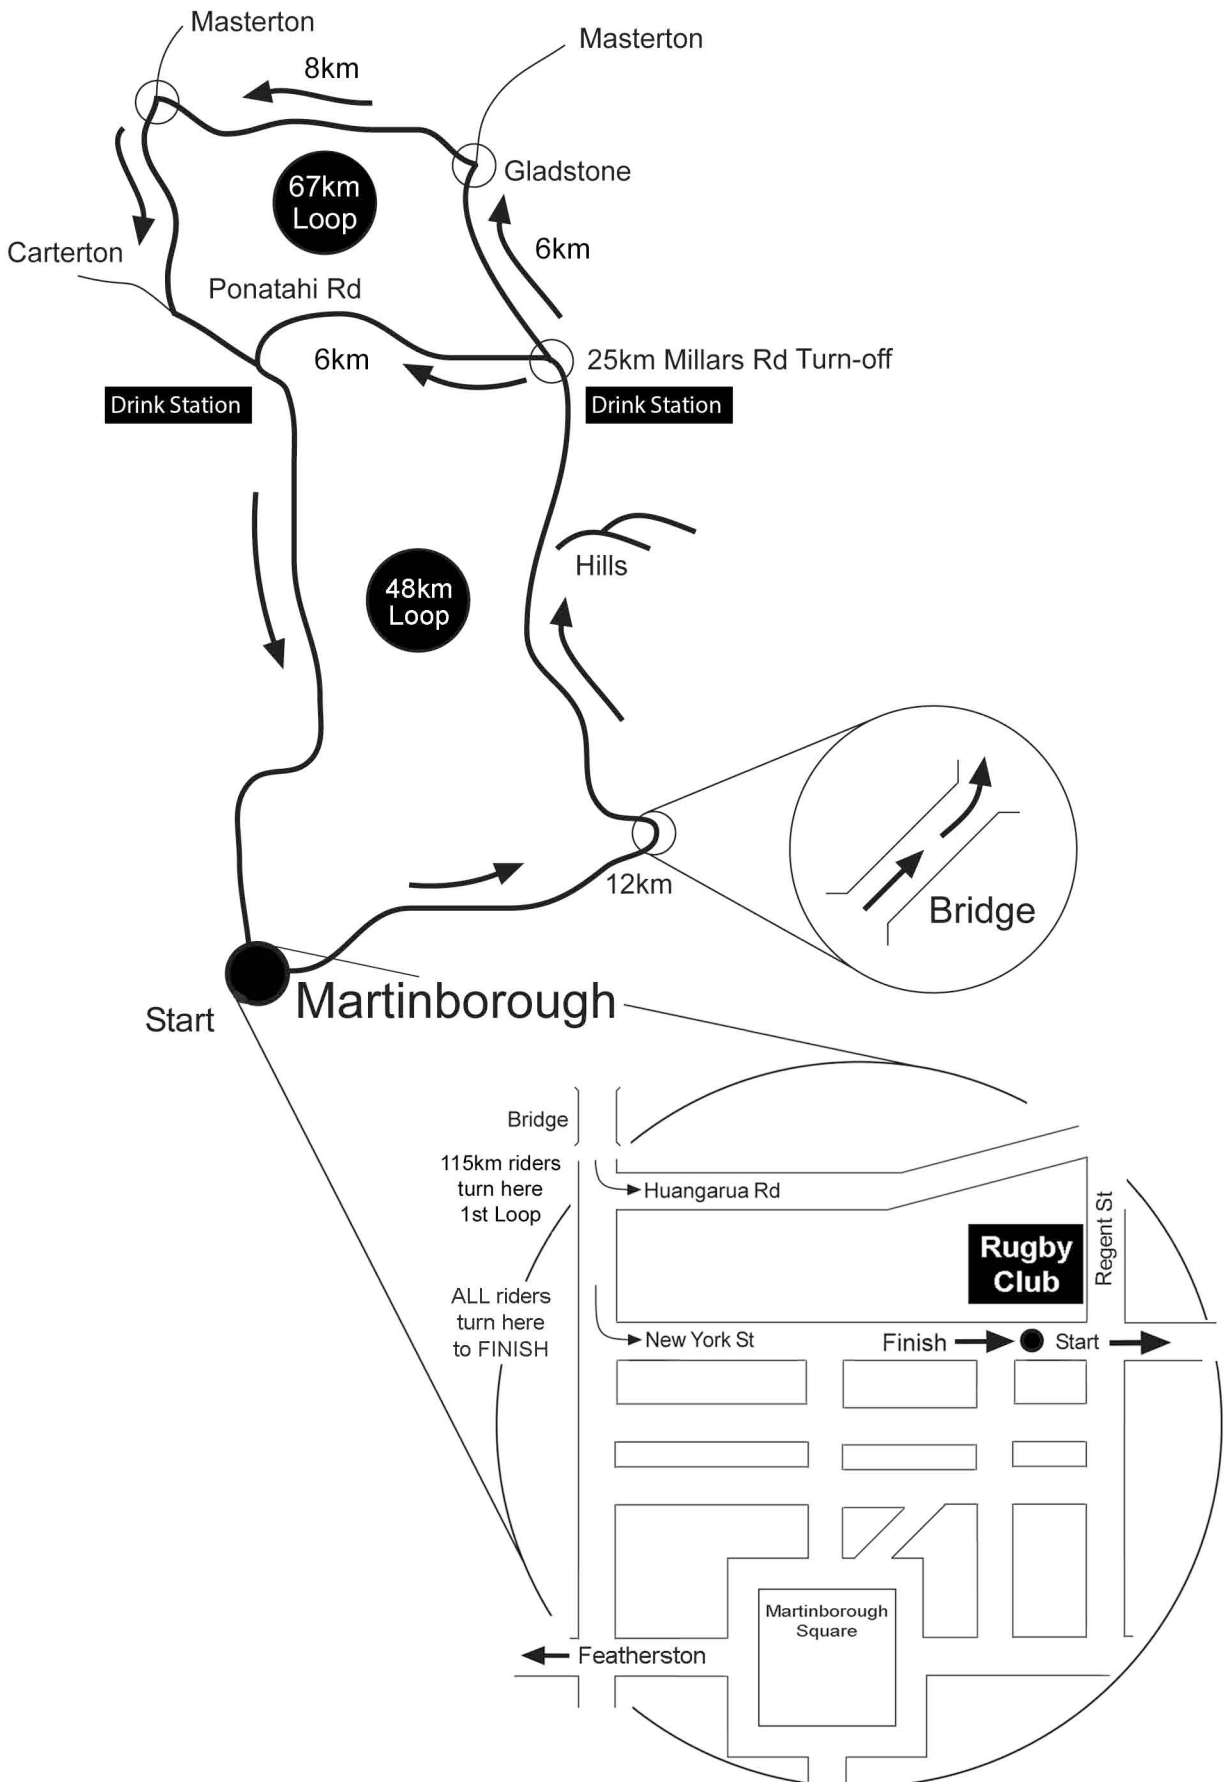 Masterton
Masterton
8km
67km
Loop
Gladstone
6km
Carterton
Ponatahi Rd
6km
25km Millars Rd Turn-off
Drink Station
Drink Station
Hills
48km
Loop
12km
Bridge
Martinborough
Start
Bridge
115km riders
turn here
1st Loop
Huangarua Rd
Regent St
Rugby
Club
ALL riders
turn here
to FINISH
New York St
Finish
Start
Martinborough
Square
Featherston